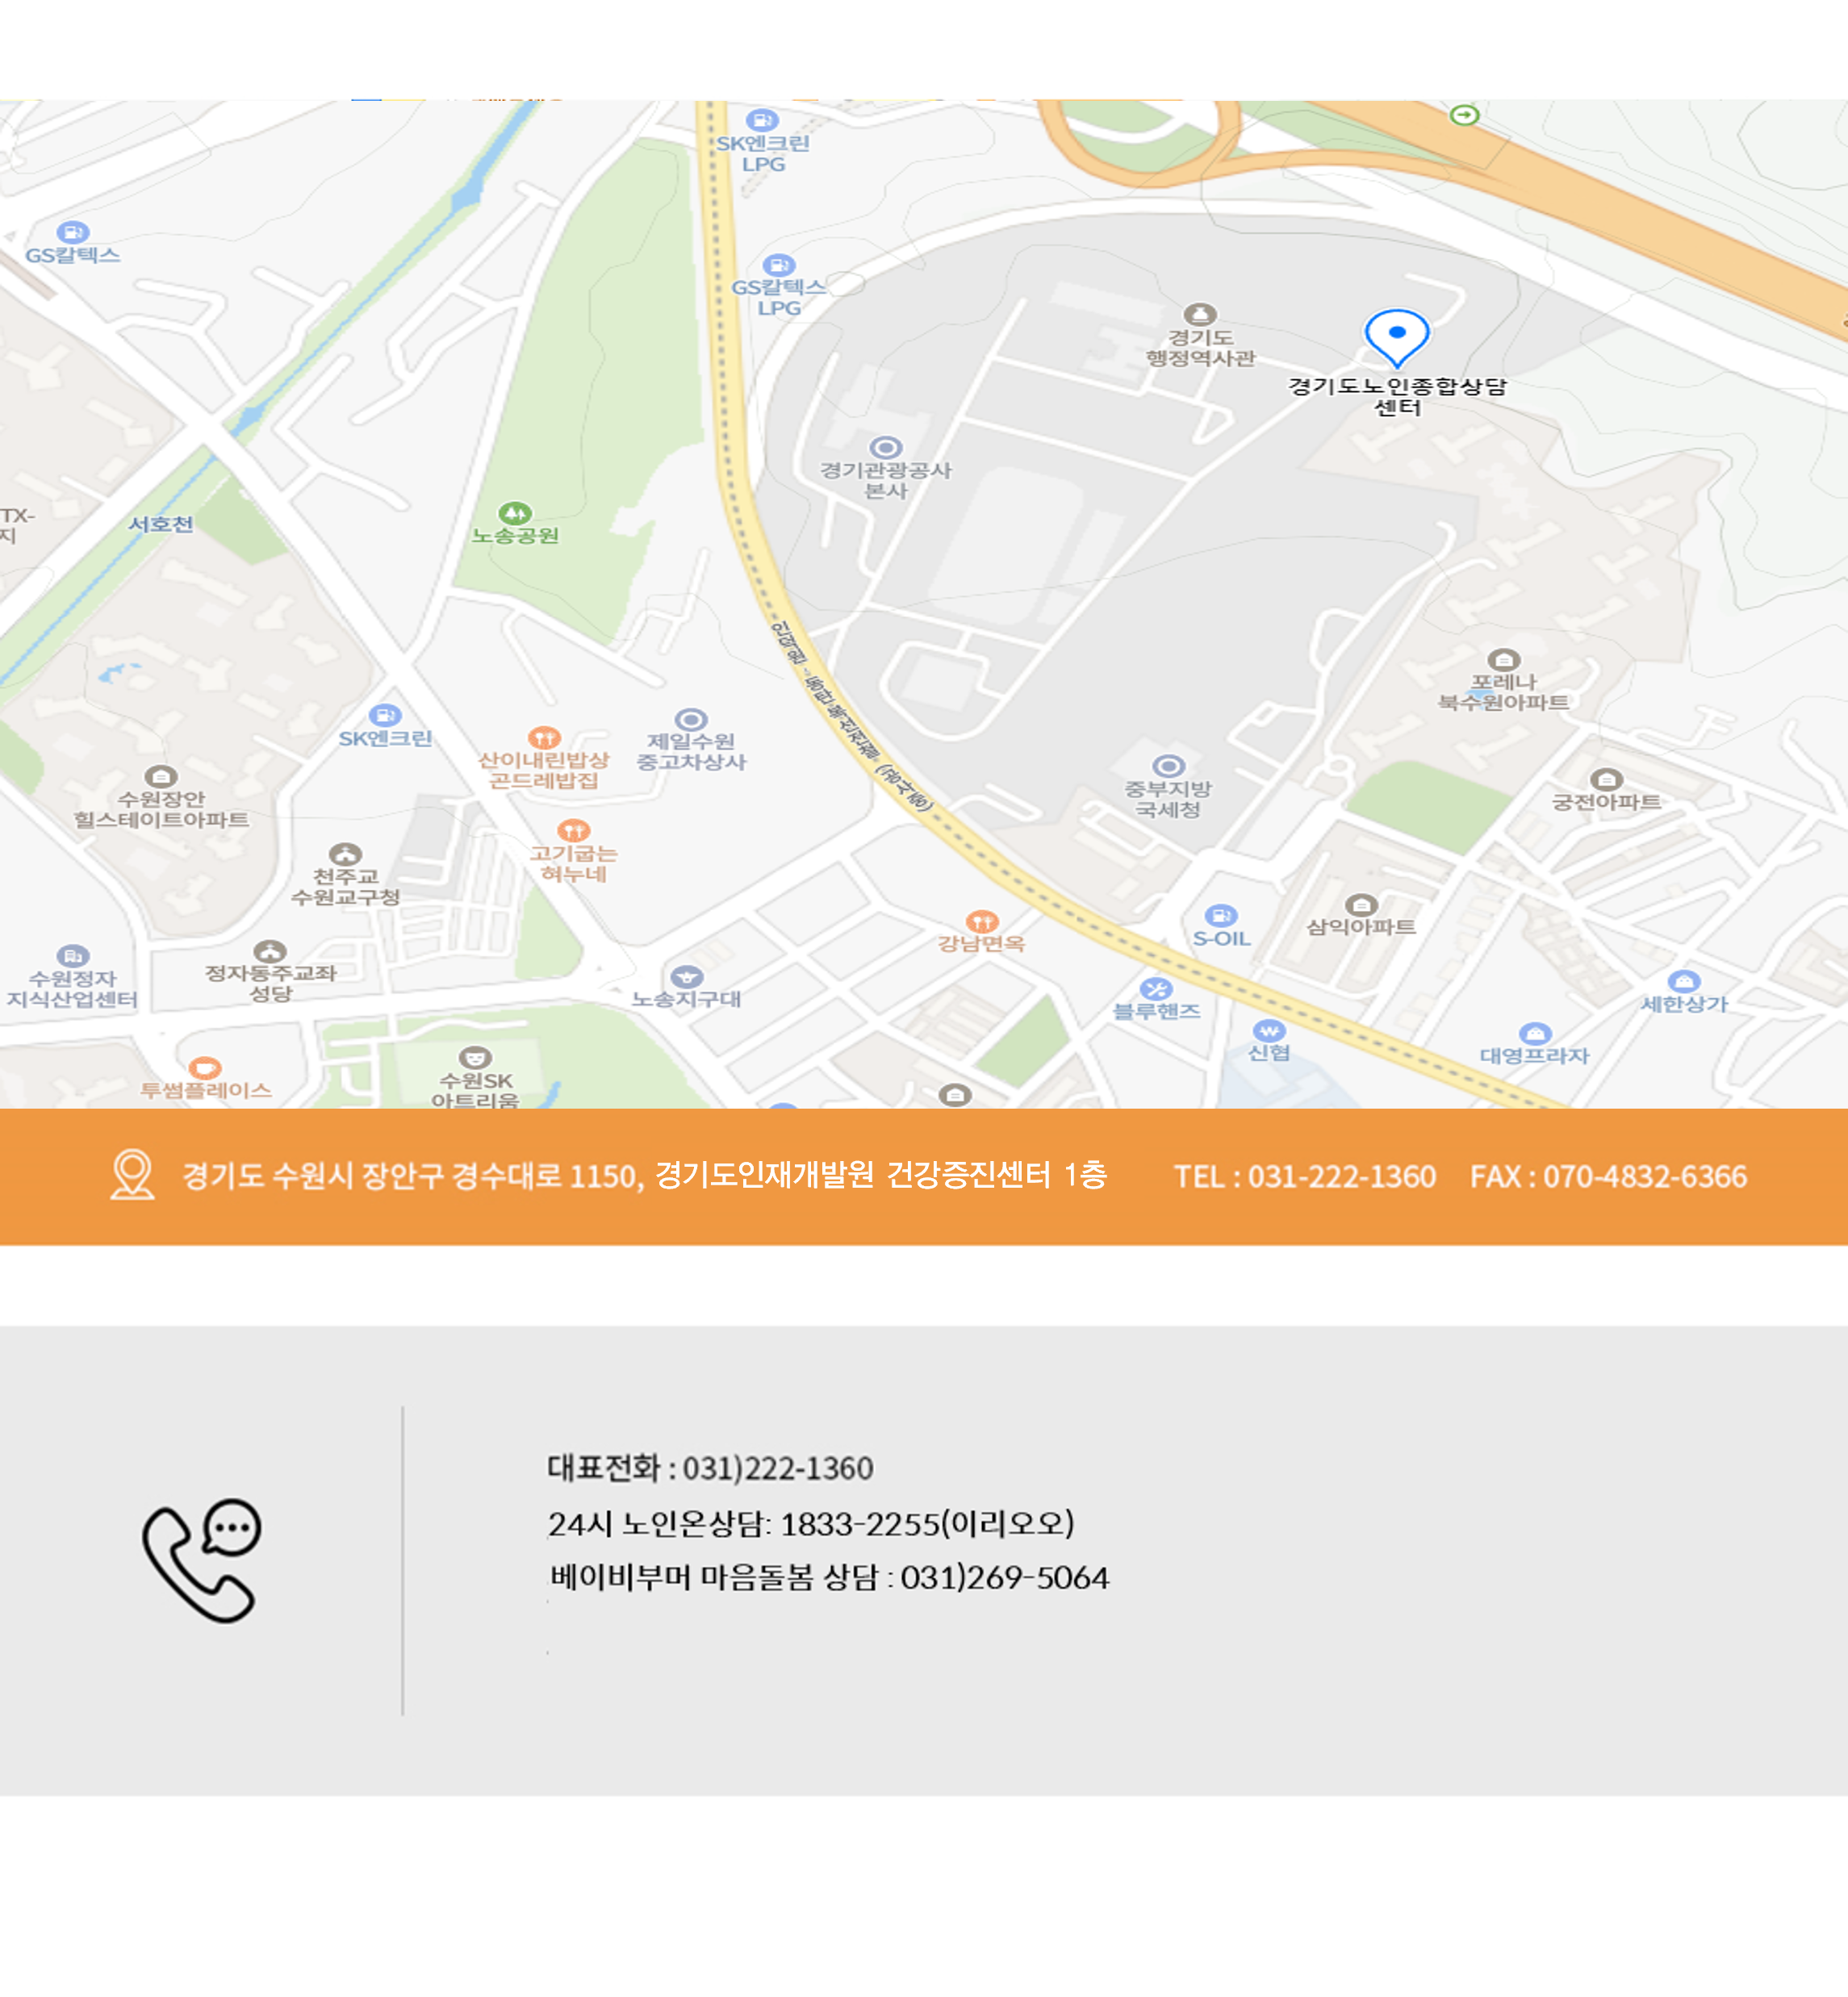 SK엔크린
LPG
GS칼텍스
GS칼텍스
LPG
경기도
행정역사관
경기도노인종합상담
센터
경기관광공사
본사
TX-
지
서호천
노송공원
인덕원~동탄복선전철 (공사중)
포레나
북수원아파트
SK엔크린
산이내린밥상
곤드레밥집
제일수원
중고차상사
중부지방
국세청
궁전아파트
수원장안
힐스테이트아파트
고기굽는
혀누네
천주교
수원교구청
강남면옥
S-OIL
삼익아파트
수원정자
지식산업센터
정자동주교좌
성당
노송지구대
블루핸즈
세한상가
신협
대영프라자
투썸플레이스
수원SK
아트리움
경기도 수원시 장안구 경수대로 1150, 경기도인재개발원 건강증진센터 1층 TEL : 031-222-1360 FAX : 070-4832-6366
대표전화 : 031)222-1360
24시 노인온상담: 1833-2255(이리오오)
베이비부머 마음돌봄 상담 : 031)269-5064